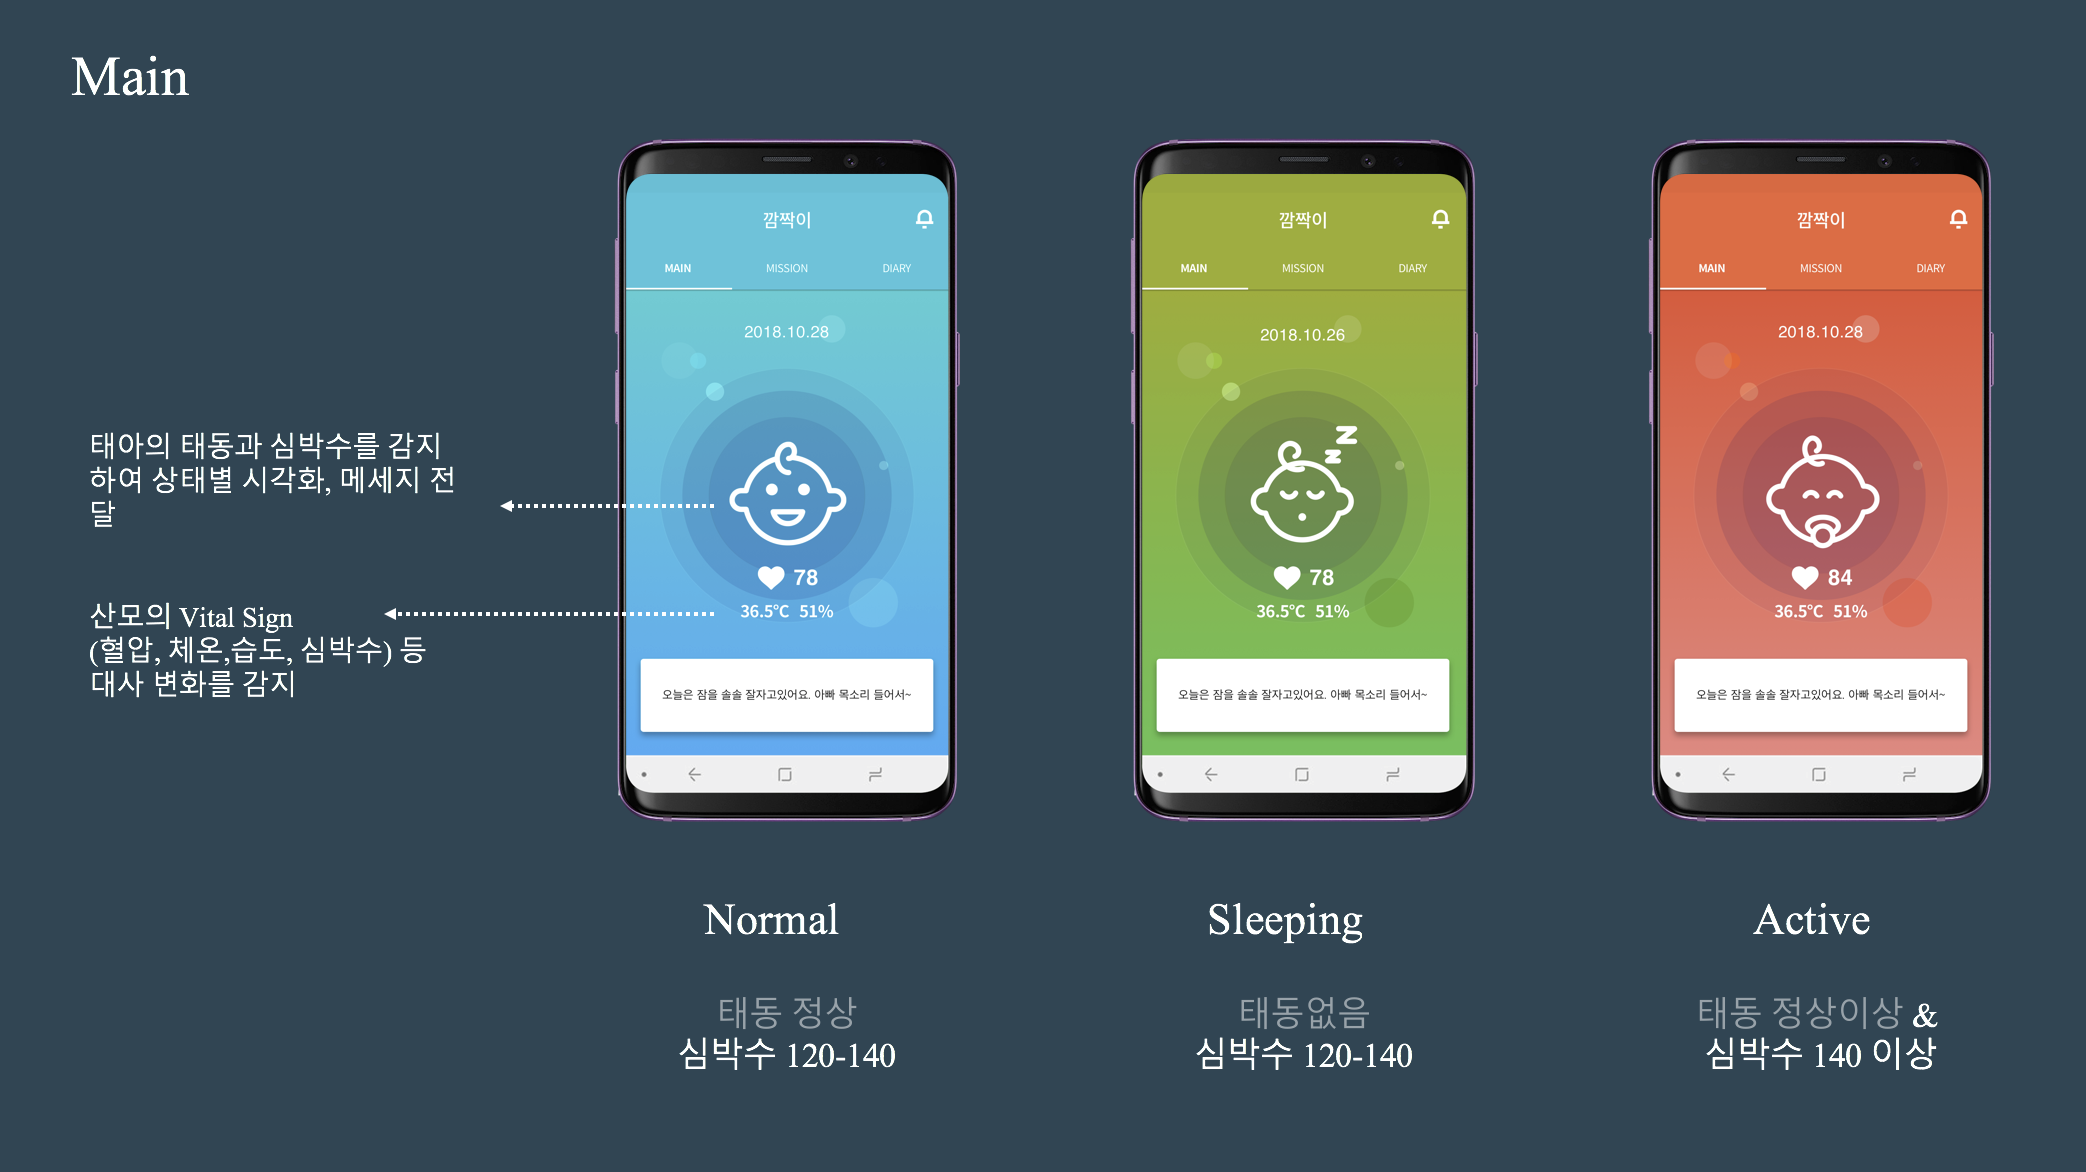 Main
태아의 태동과 심박수를 감지
하여 상태별 시각화, 메세지 전
달
산모의 Vital Sign
(혈압, 체온,습도, 심박수) 등
대사 변화를 감지
깜짝이
MAIN MISSION DIARY
2018.10.28
78
36.5℃ 51%
오늘은 잠을 솔솔 잘자고있어요. 아빠 목소리 들어서~
Normal
태동 정상
심박수 120-140
깜짝이
MAIN MISSION DIARY
2018.10.26
z
z
78
36.5℃ 51%
오늘은 잠을 솔솔 잘자고있어요. 아빠 목소리 들어서~
Sleeping
태동없음
심박수 120-140
깜짝이
MAIN MISSION DIARY
2018.10.28
84
36.5℃ 51%
오늘은 잠을 솔솔 잘자고있어요. 아빠 목소리 들어서~
Active
태동 정상이상 &
심박수 140 이상